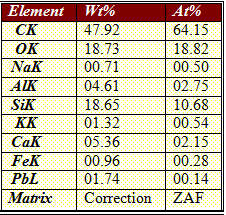 Element Wt% At%
CK 47.92 64.15
OK 18.73 18.82
NaK 00.71 00.50
AlK 04.61 02.75
SiK 18.65 10.68
KK 01.32 00.54
CaK 05.36 02.15
FeK 00.96 00.28
PbL 01.74 00.14
Matrix Correction ZAF